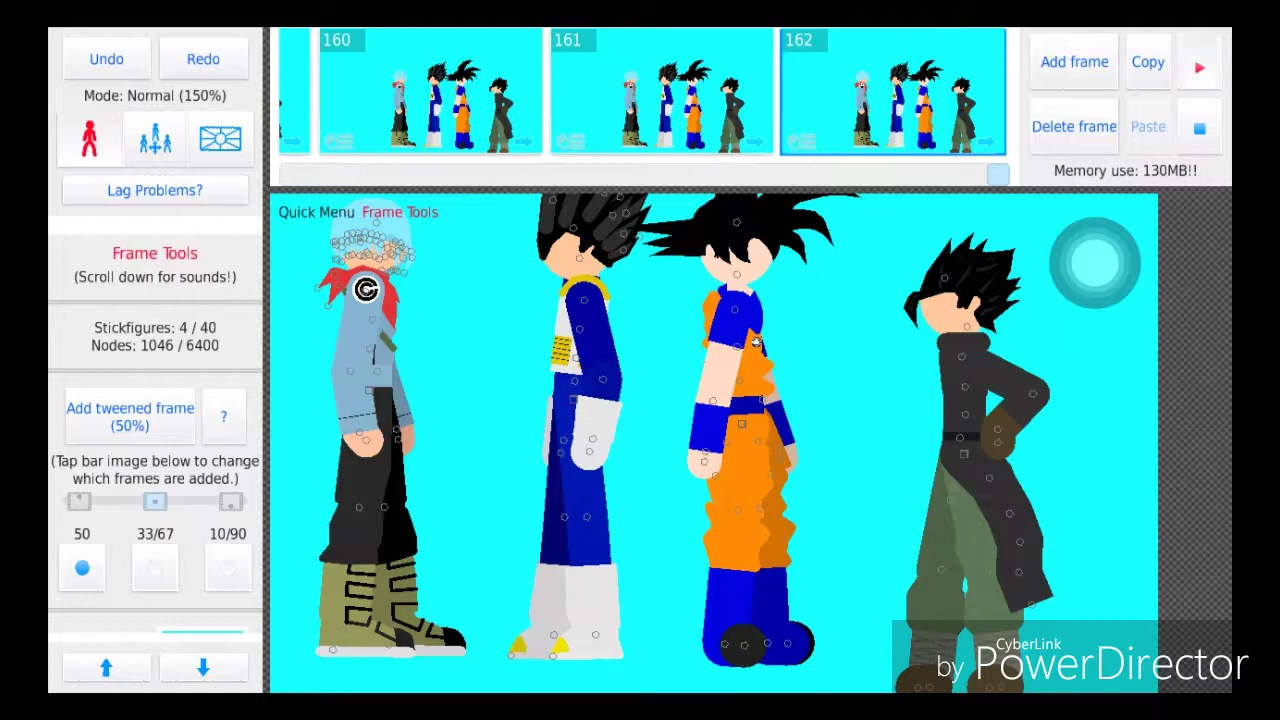 Undo
Redo
Mode: Normal (150%)
Lag Problems?
Frame Tools
(Scroll down for sounds!)
Stickfigures: 4 / 40
Nodes: 1046 / 6400
Add tweened frame
(50%)
?
(Tap bar image below to change
which frames are added.)
50
33/67
10/90
160
161
162
Add frame
Copy
Delete frame
Paste
Memory use: 130MB!!
Quick Menu Frame Tools
CyberLink
by PowerDirector